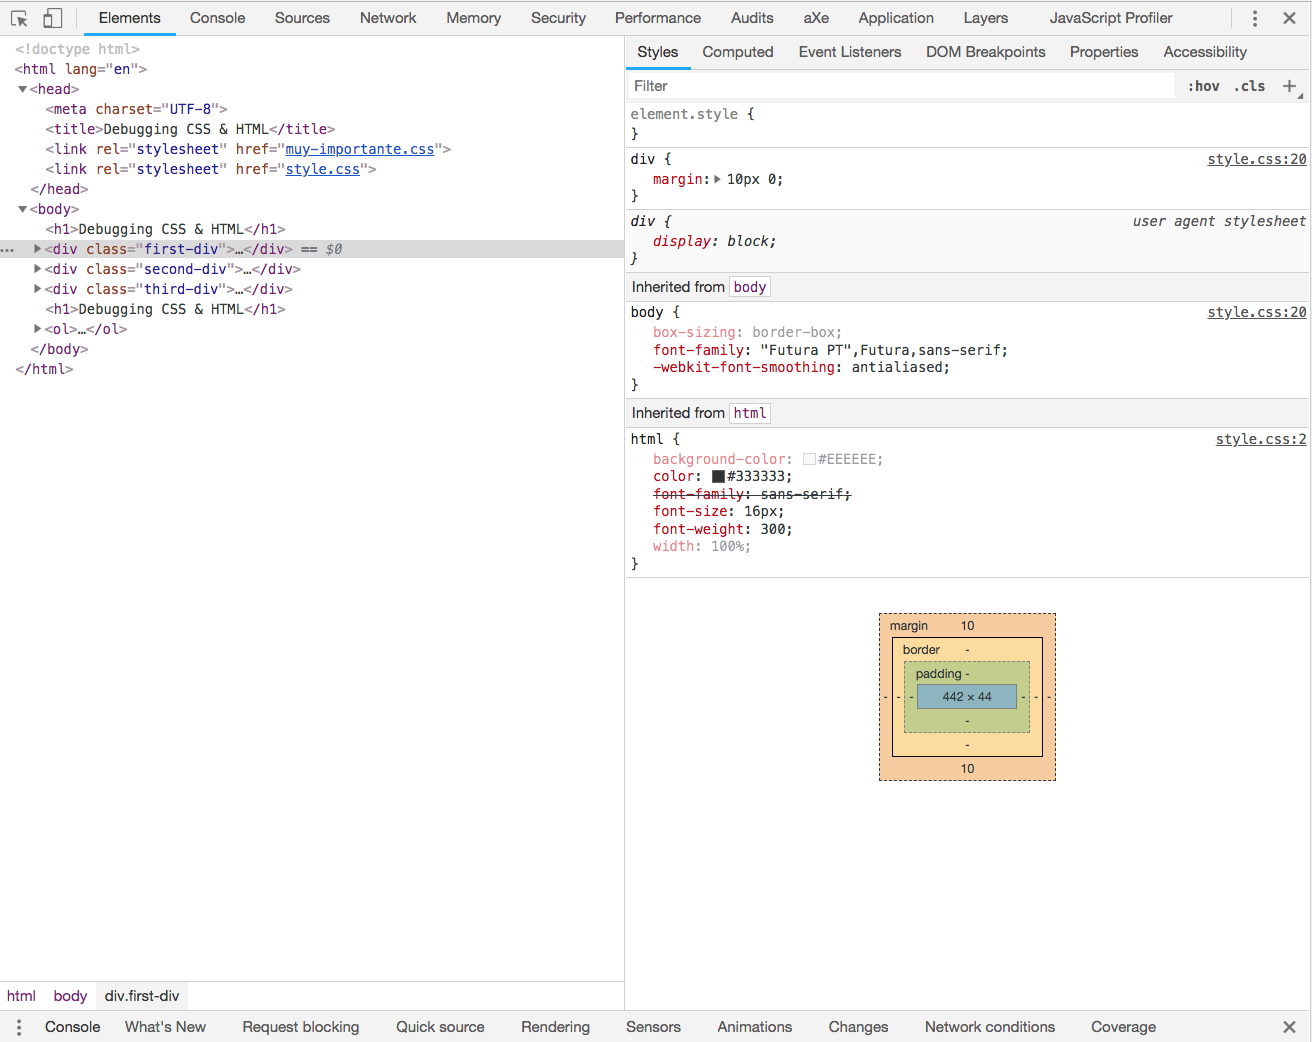 Elements Console Sources Network Memory Security Performance Audits aXe Application Layers JavaScript Profiler
<!doctype html>
<html lang="en">
<head>
<meta charset="UTF-8">
<title>Debugging CSS & HTML</title>
<link rel="stylesheet" href="muy-importante.css">
<link rel="stylesheet" href="style.css">
</head>
<body>
<h1>Debugging CSS & HTML</h1>
… <div class="first-div">…</div> == $0
<div class="second-div">…</div>
<div class="third-div">…</div>
<h1>Debugging CSS & HTML</h1>
<ol>…</ol>
</body>
</html>
html body div.first-div
Styles Computed Event Listeners DOM Breakpoints Properties Accessibility
Filter :hov .cls +
element.style {
}
div { style.css:20
margin: 10px 0;
}
div { user agent stylesheet
display: block;
}
Inherited from body
body { style.css:20
box-sizing: border-box;
font-family: "Futura PT",Futura,sans-serif;
-webkit-font-smoothing: antialiased;
}
Inherited from html
html { style.css:2
background-color: #EEEEEE;
color: #333333;
font-family: sans-serif;
font-size: 16px;
font-weight: 300;
width: 100%;
}
margin 10
border -
padding -
- - - 442 × 44 - - -
-
-
10
Console What's New Request blocking Quick source Rendering Sensors Animations Changes Network conditions Coverage